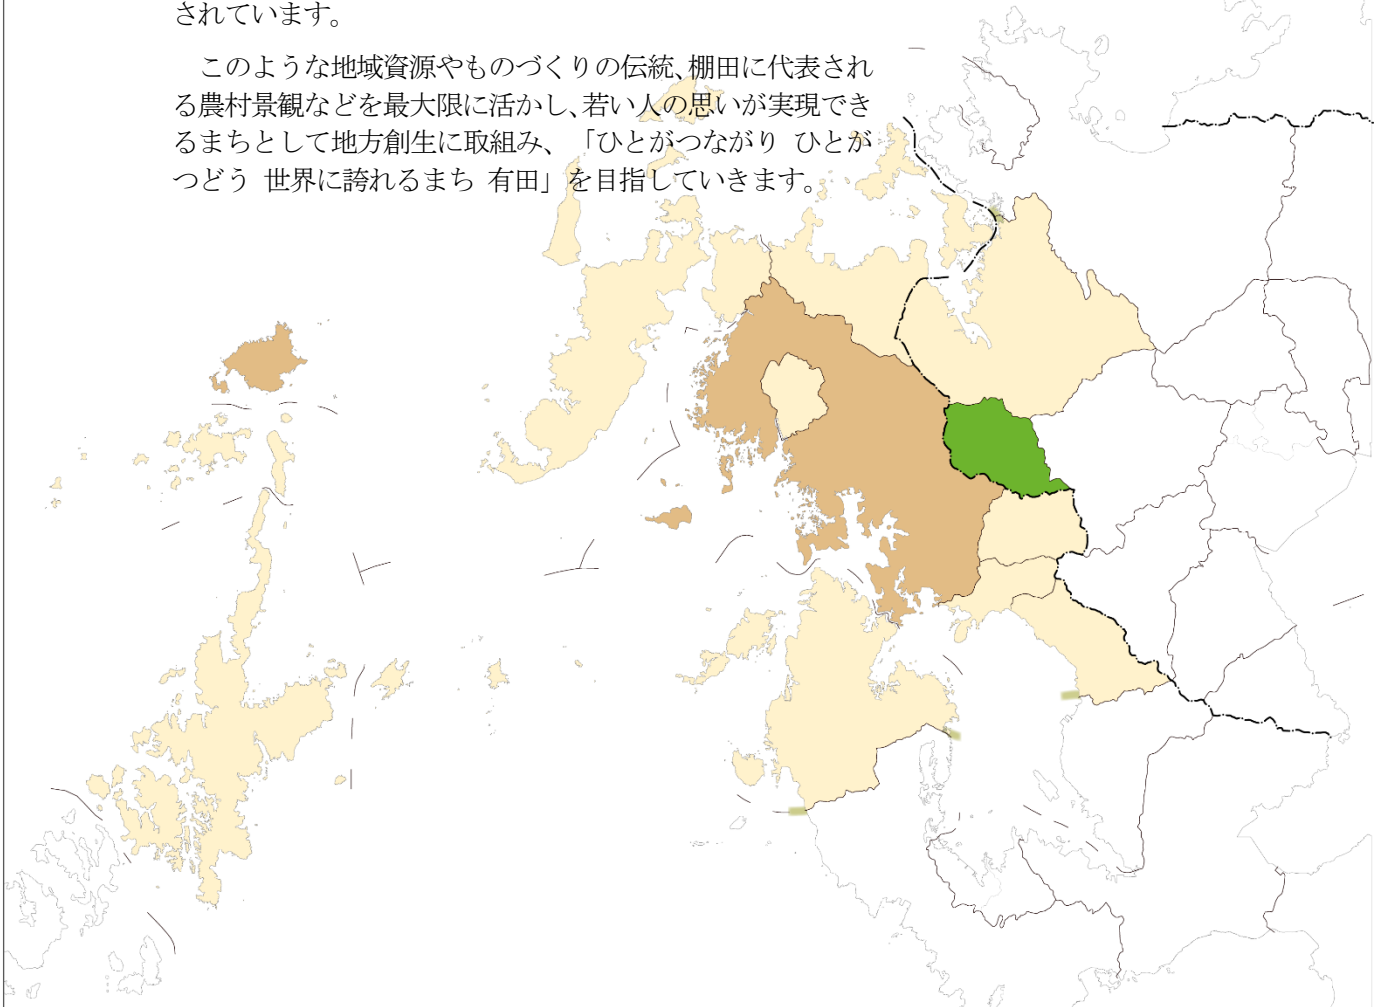 されています。
このような地域資源やものづくりの伝統、棚田に代表され
る農村景観などを最大限に活かし、若い人の思いが実現でき
るまちとして地方創生に取組み、「ひとがつながり ひとが
つどう 世界に誇れるまち 有田」を目指していきます。